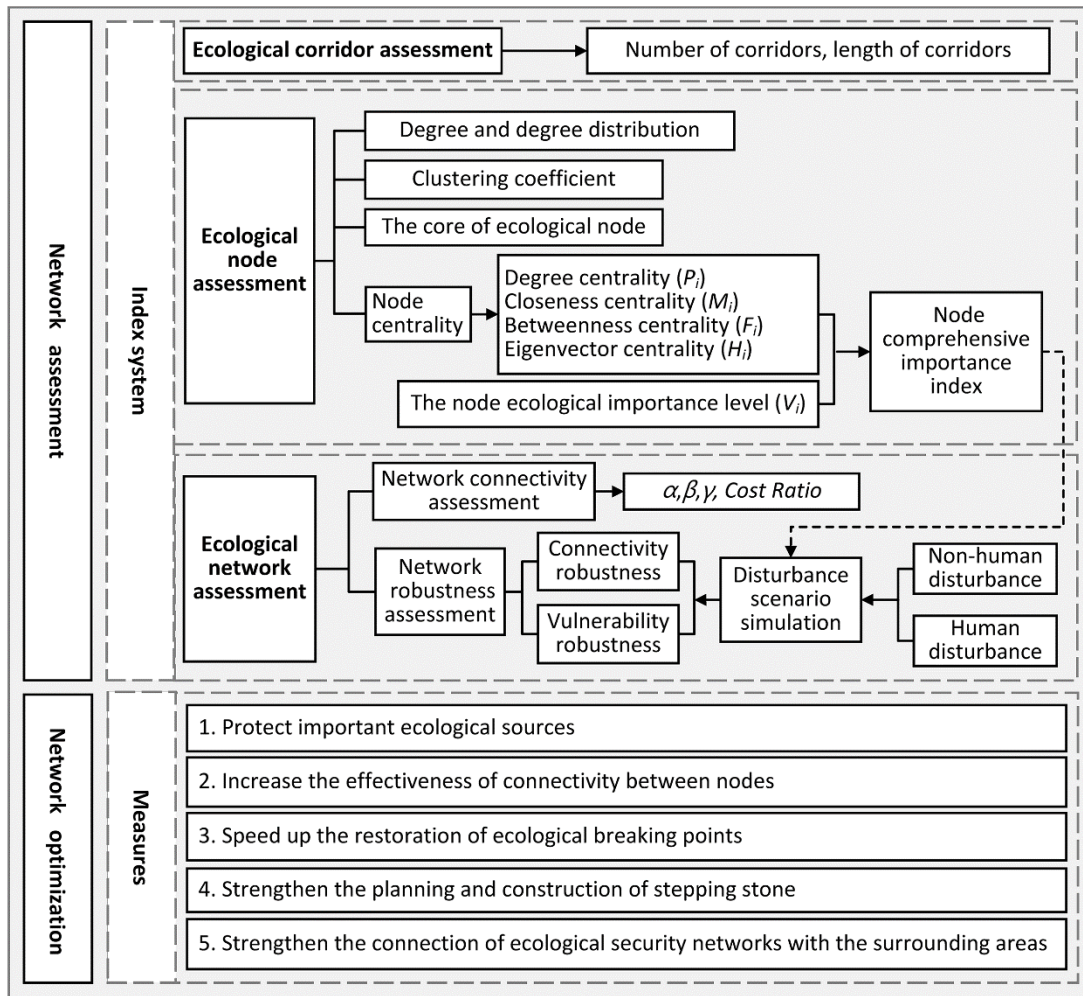 Network assessment
Index system
Ecological corridor assessment
Number of corridors, length of corridors
Ecological
node
assessment
Degree and degree distribution
Clustering coefficient
The core of ecological node
Node
centrality
Degree centrality (Pᵢ)
Closeness centrality (Mᵢ)
Betweenness centrality (Fᵢ)
Eigenvector centrality (Hᵢ)
The node ecological importance level (Vᵢ)
Node
comprehensive
importance
index
Ecological
network
assessment
Network connectivity
assessment
α,β,γ, Cost Ratio
Network
robustness
assessment
Connectivity
robustness
Vulnerability
robustness
Disturbance
scenario
simulation
Non-human
disturbance
Human
disturbance
Network optimization
Measures
1. Protect important ecological sources
2. Increase the effectiveness of connectivity between nodes
3. Speed up the restoration of ecological breaking points
4. Strengthen the planning and construction of stepping stone
5. Strengthen the connection of ecological security networks with the surrounding areas